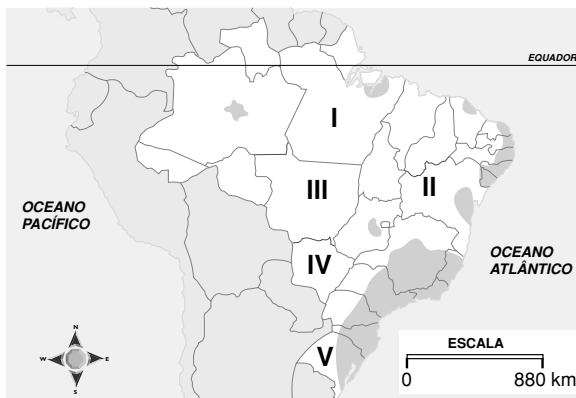 EQUADOR
I
II
III
OCEANO
PACÍFICO
IV
OCEANO
ATLÂNTICO
V
N
W E
S
ESCALA
0 880 km